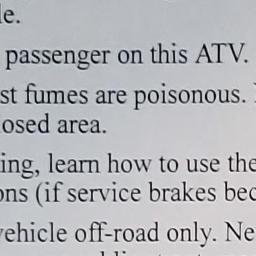 le.
passenger on this ATV.
st fumes are poisonous.
osed area.
ing, learn how to use the
ons (if service brakes bec
vehicle off-road only. Ne